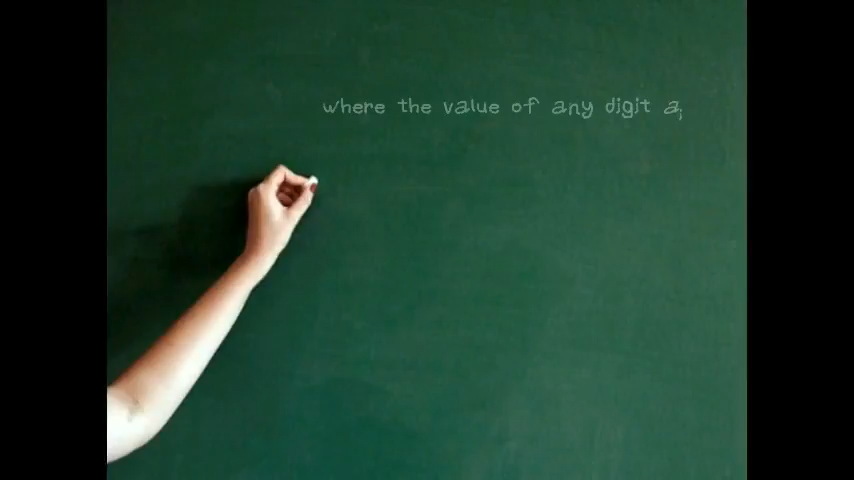 where the value of any digit aᵢ